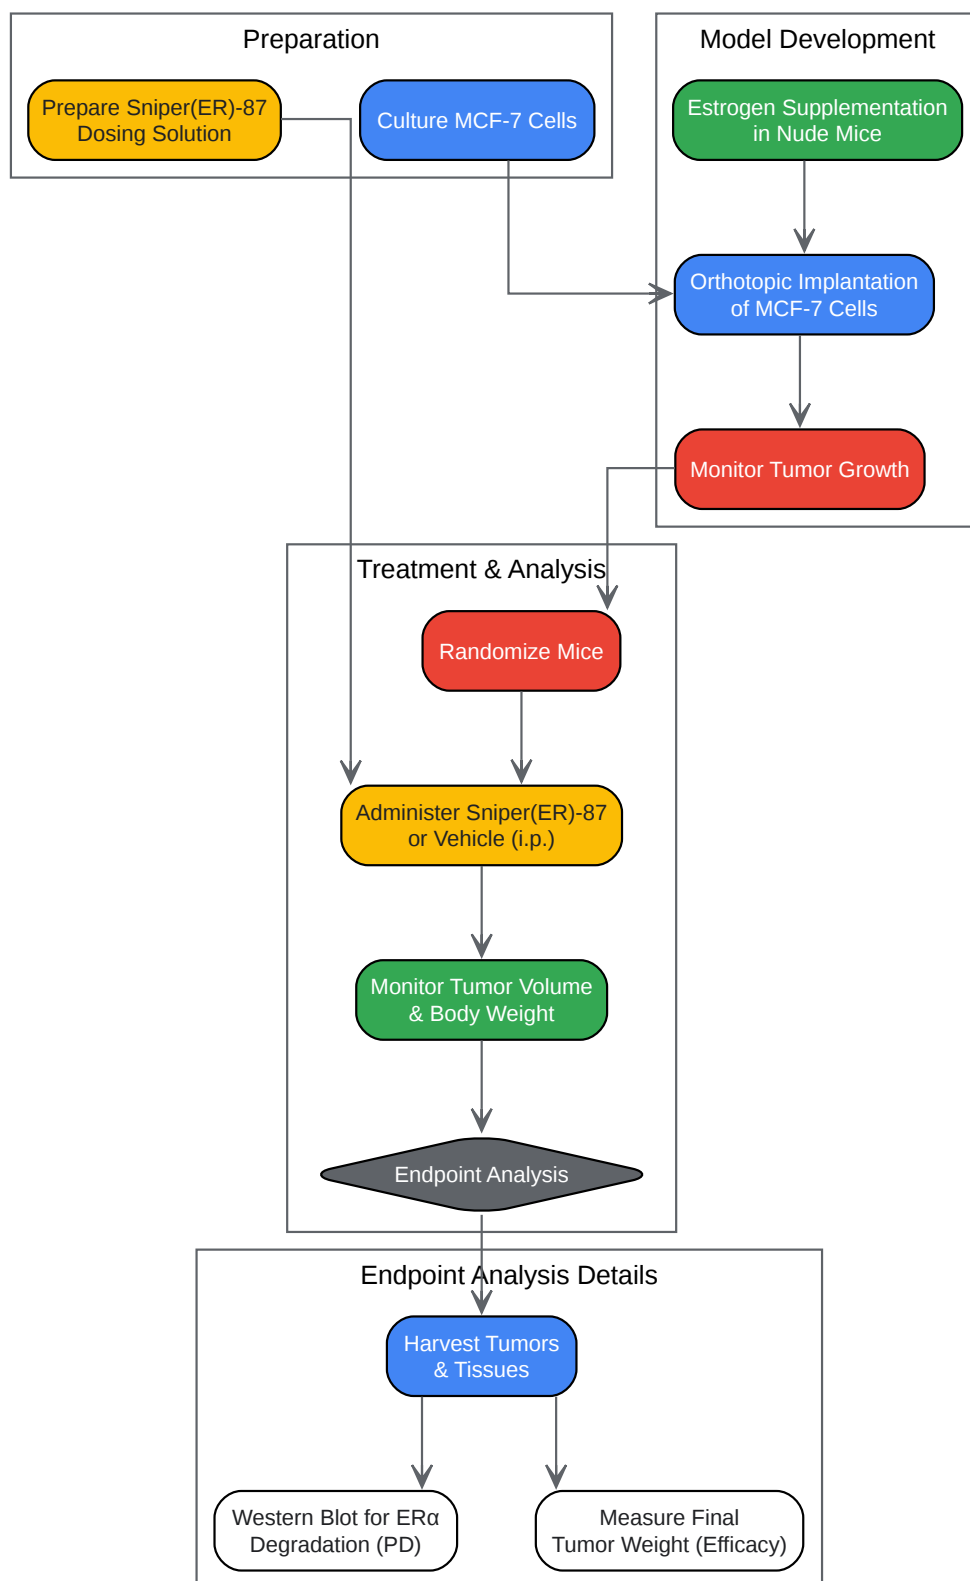 Preparation
Prepare Sniper(ER)-87
Dosing Solution
Culture MCF-7 Cells
Model Development
Estrogen Supplementation
in Nude Mice
Orthotopic Implantation
of MCF-7 Cells
Monitor Tumor Growth
Treatment & Analysis
Randomize Mice
Administer Sniper(ER)-87
or Vehicle (i.p.)
Monitor Tumor Volume
& Body Weight
Endpoint Analysis
Endpoint Analysis Details
Harvest Tumors
& Tissues
Western Blot for ERα
Degradation (PD)
Measure Final
Tumor Weight (Efficacy)